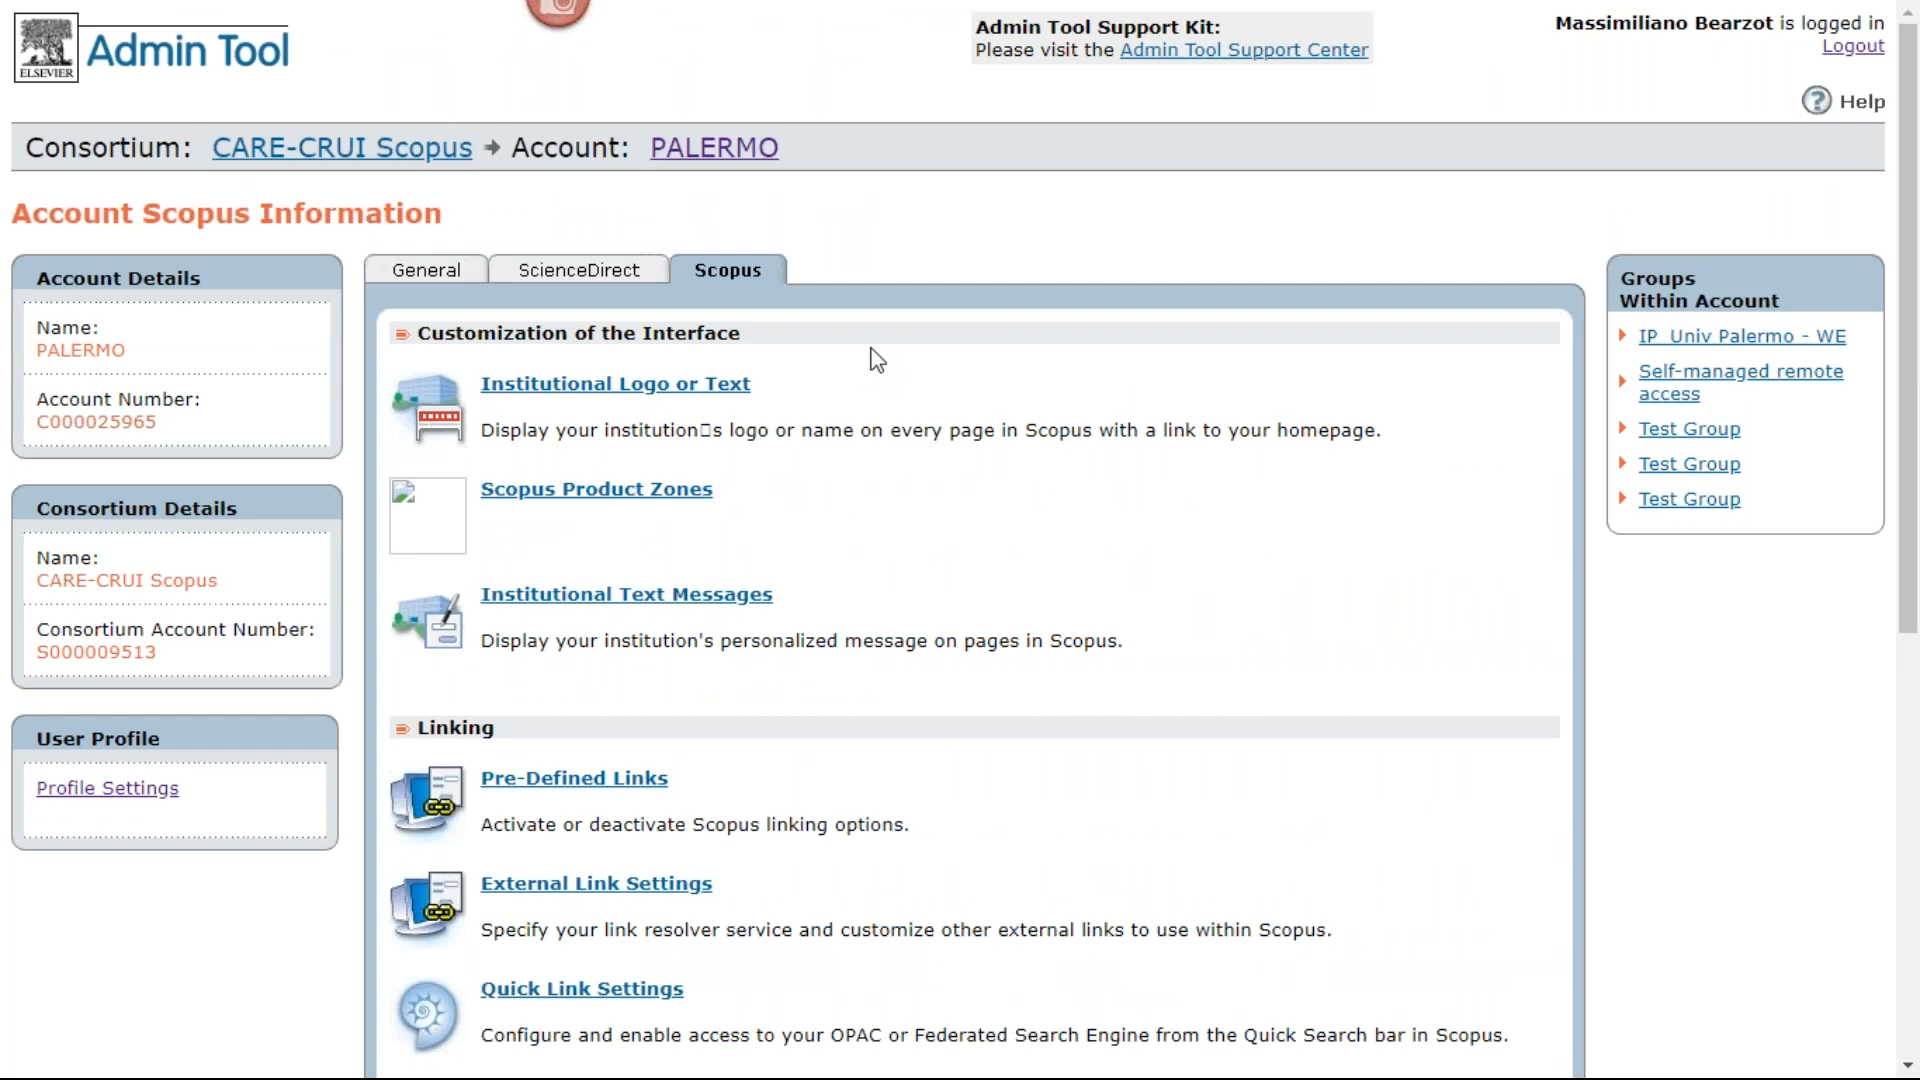 ELSEVIER
Admin Tool
Admin Tool Support Kit:
Please visit the Admin Tool Support Center
Massimiliano Bearzot is logged in
Logout
? Help
Consortium: CARE-CRUI Scopus Account: PALERMO
Account Scopus Information
Account Details
Name:
PALERMO
Account Number:
C000025965
Consortium Details
Name:
CARE-CRUI Scopus
Consortium Account Number:
S000009513
User Profile
Profile Settings
General
ScienceDirect
Scopus
Customization of the Interface
Institutional Logo or Text
Display your institution▯s logo or name on every page in Scopus with a link to your homepage.
Scopus Product Zones
Institutional Text Messages
Display your institution's personalized message on pages in Scopus.
Linking
Pre-Defined Links
Activate or deactivate Scopus linking options.
External Link Settings
Specify your link resolver service and customize other external links to use within Scopus.
Quick Link Settings
Configure and enable access to your OPAC or Federated Search Engine from the Quick Search bar in Scopus.
Groups
Within Account
IP_Univ Palermo - WE
Self-managed remote
access
Test Group
Test Group
Test Group